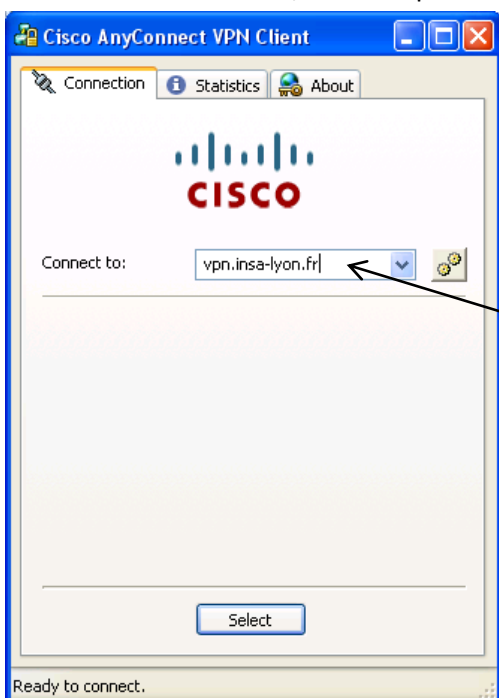 Cisco AnyConnect VPN Client
Connection Statistics About
CISCO
Connect to: vpn.insa-lyon.fr
Select
Ready to connect.